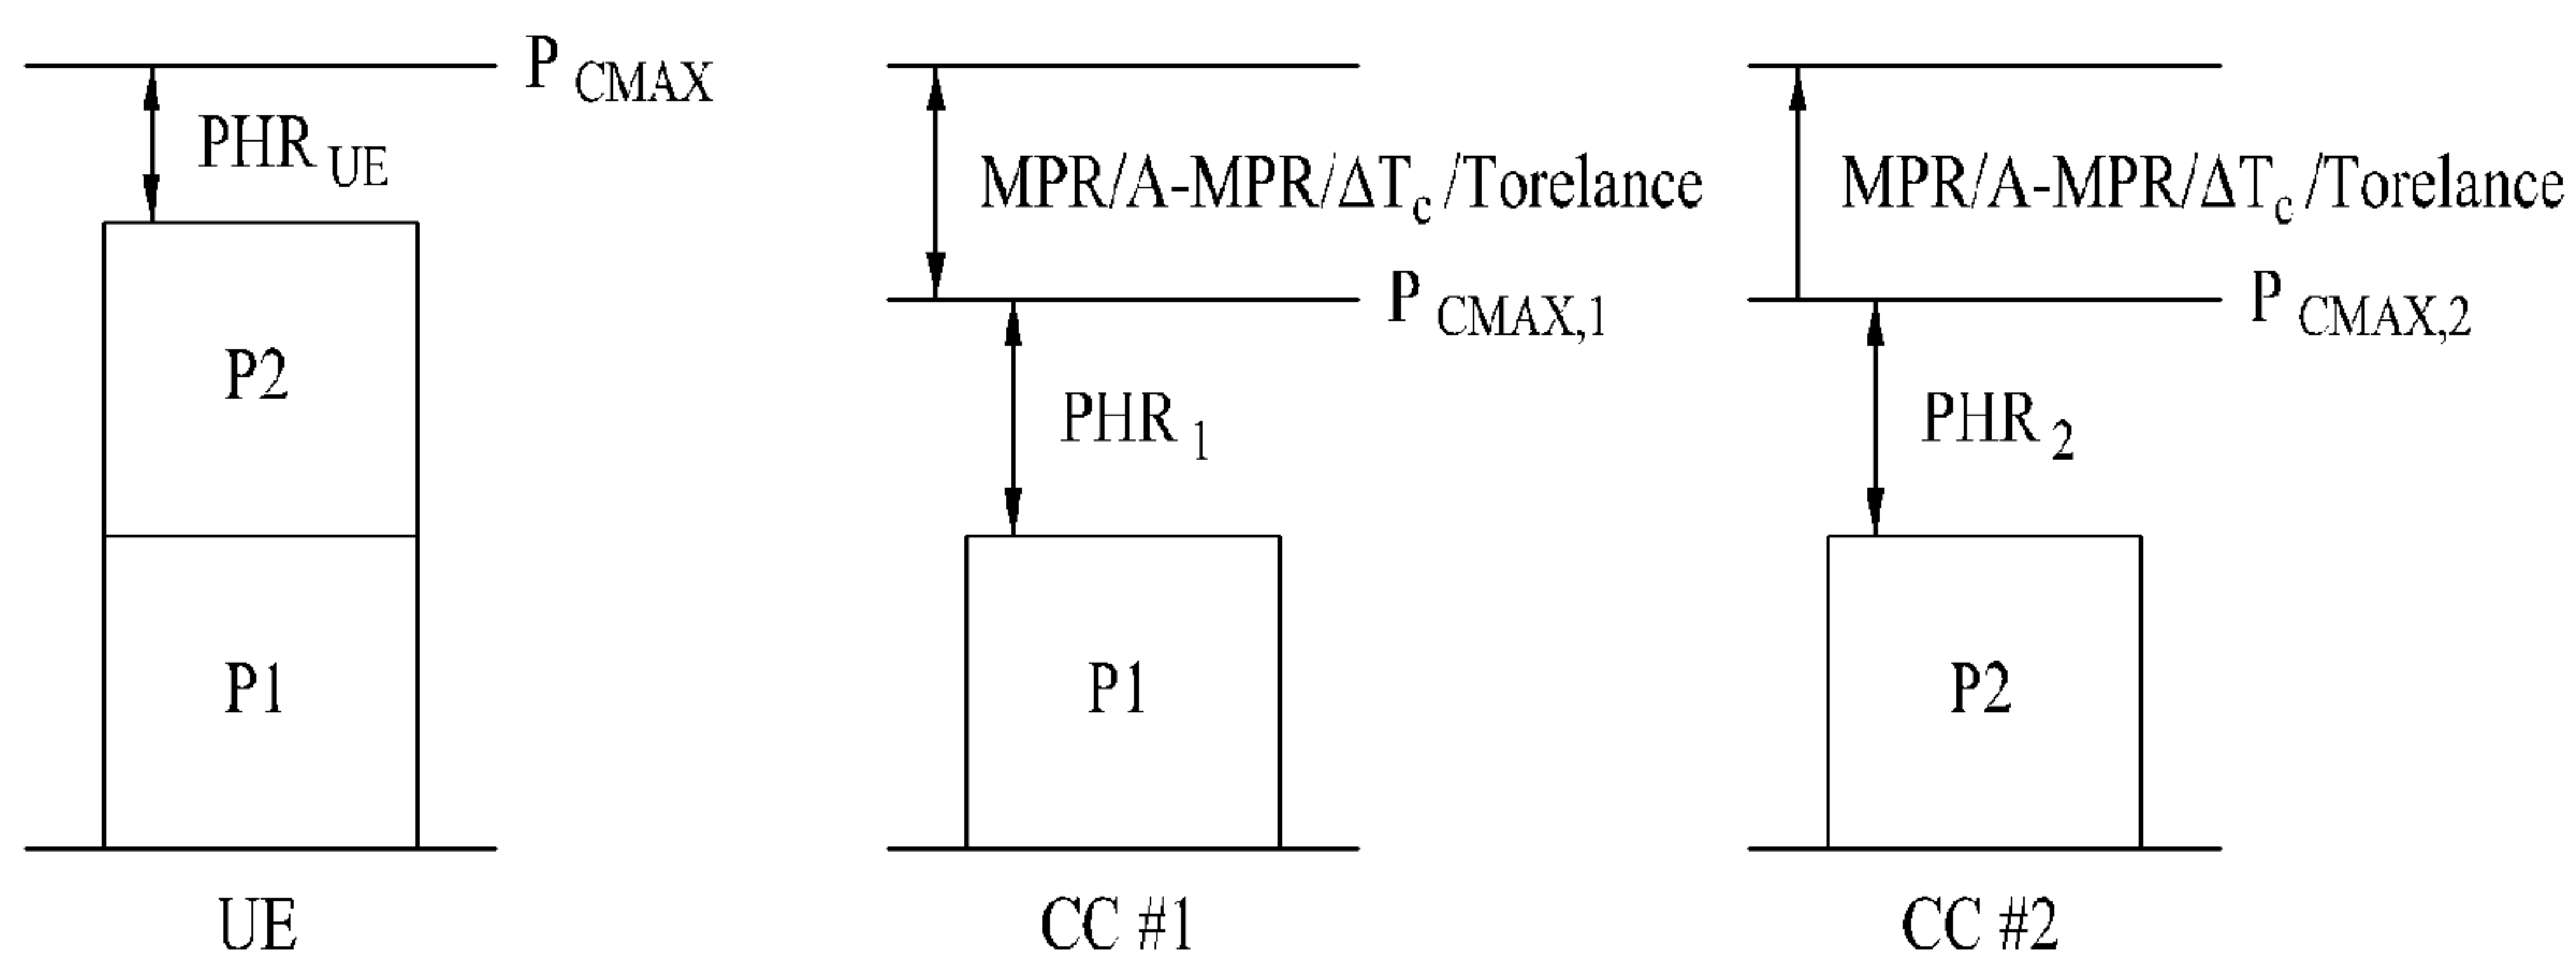 P CMAX
PHR UE
P2
P1
UE
MPR/A-MPR/ΔTc /Torelance
P CMAX,1
PHR 1
P1
CC #1
MPR/A-MPR/ΔTc /Torelance
P CMAX,2
PHR 2
P2
CC #2